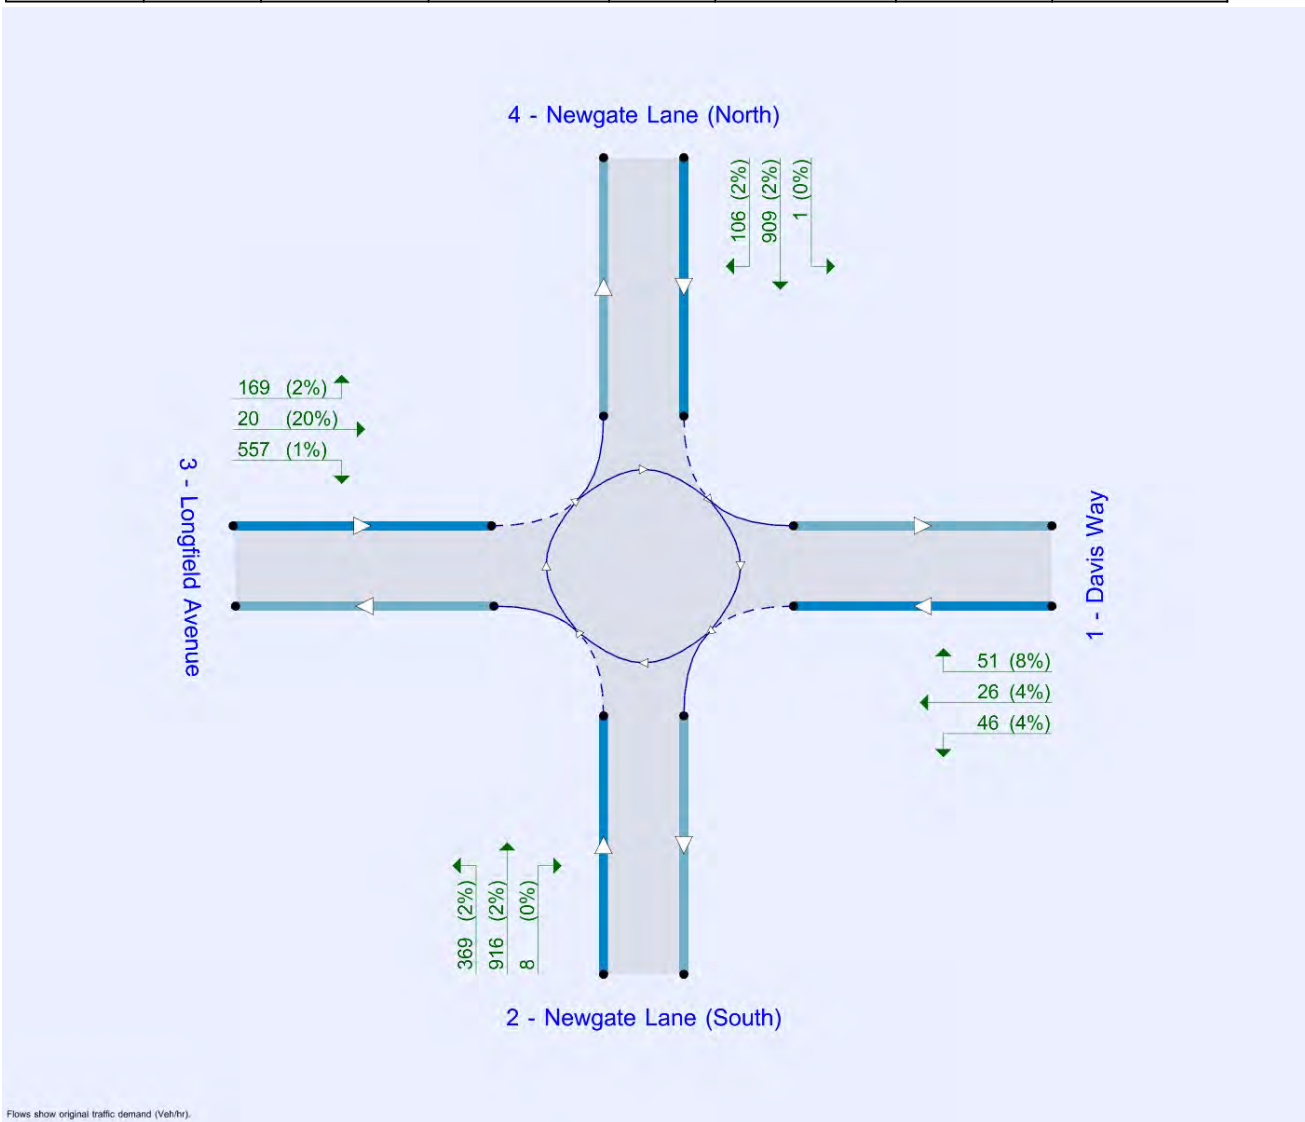 4 - Newgate Lane (North)
106 (2%)
909 (2%)
1 (0%)
169 (2%)
20 (20%)
557 (1%)
3 - Longfield Avenue
1 - Davis Way
51 (8%)
26 (4%)
46 (4%)
369 (2%)
916 (2%)
8 (0%)
2 - Newgate Lane (South)
Flows show original traffic demand (Veh/hr).